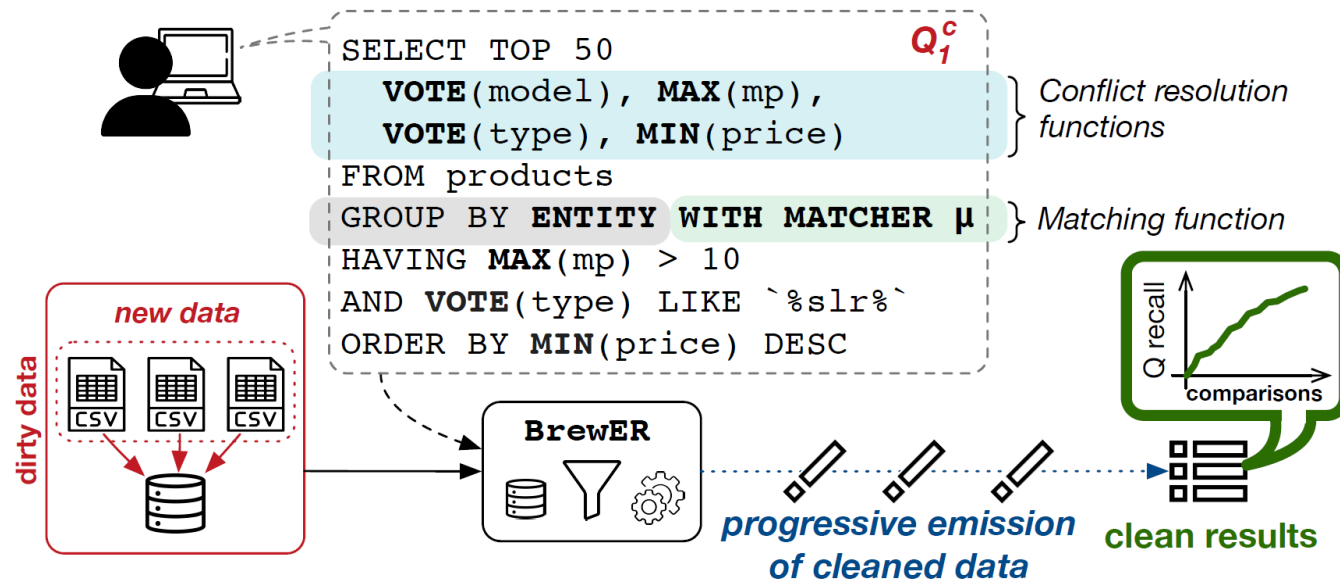 SELECT TOP 50
Q₁ᶜ
VOTE(model), MAX(mp),
VOTE(type), MIN(price)
Conflict resolution
functions
FROM products
GROUP BY ENTITY WITH MATCHER μ
Matching function
HAVING MAX(mp) > 10
AND VOTE(type) LIKE `%slr%`
ORDER BY MIN(price) DESC
dirty data
new data
CSV
CSV
CSV
BrewER
progressive emission
of cleaned data
Q recall
comparisons
clean results